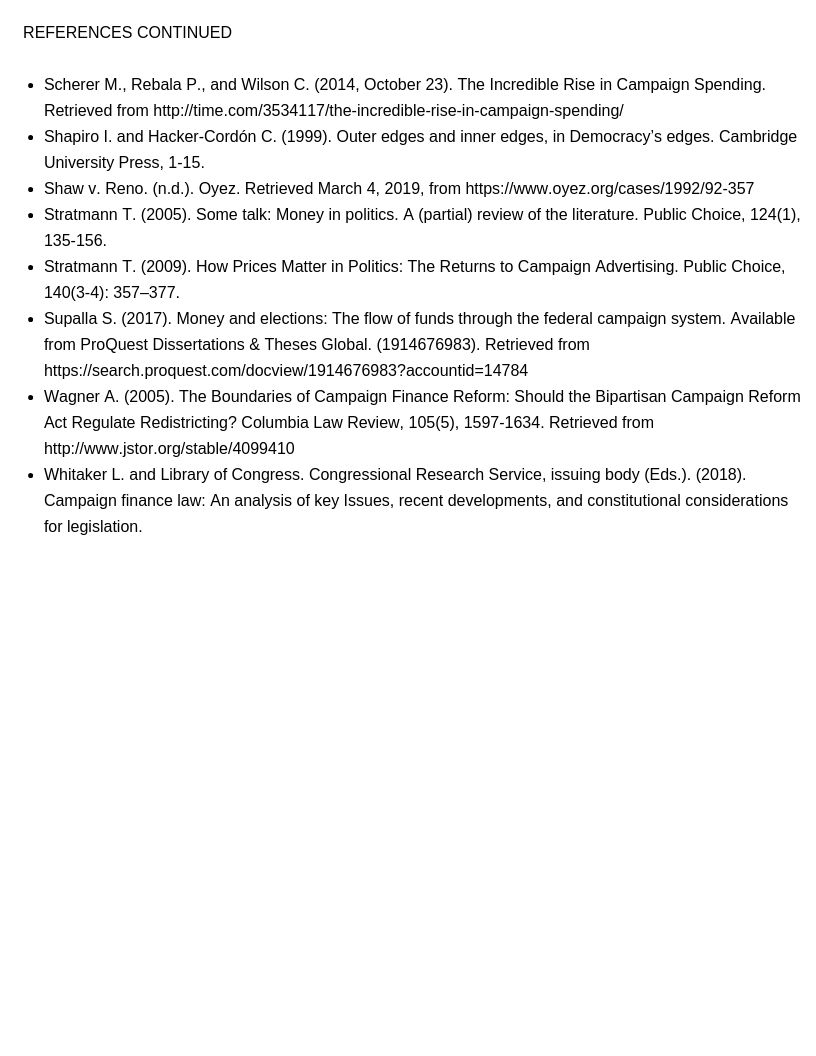 REFERENCES CONTINUED
• Scherer M., Rebala P., and Wilson C. (2014, October 23). The Incredible Rise in Campaign Spending.
Retrieved from http://time.com/3534117/the-incredible-rise-in-campaign-spending/
• Shapiro I. and Hacker-Cordón C. (1999). Outer edges and inner edges, in Democracy’s edges. Cambridge
University Press, 1-15.
• Shaw v. Reno. (n.d.). Oyez. Retrieved March 4, 2019, from https://www.oyez.org/cases/1992/92-357
• Stratmann T. (2005). Some talk: Money in politics. A (partial) review of the literature. Public Choice, 124(1),
135-156.
• Stratmann T. (2009). How Prices Matter in Politics: The Returns to Campaign Advertising. Public Choice,
140(3-4): 357–377.
• Supalla S. (2017). Money and elections: The flow of funds through the federal campaign system. Available
from ProQuest Dissertations & Theses Global. (1914676983). Retrieved from
https://search.proquest.com/docview/1914676983?accountid=14784
• Wagner A. (2005). The Boundaries of Campaign Finance Reform: Should the Bipartisan Campaign Reform
Act Regulate Redistricting? Columbia Law Review, 105(5), 1597-1634. Retrieved from
http://www.jstor.org/stable/4099410
• Whitaker L. and Library of Congress. Congressional Research Service, issuing body (Eds.). (2018).
Campaign finance law: An analysis of key Issues, recent developments, and constitutional considerations
for legislation.